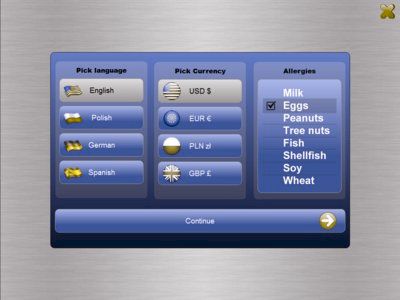 Pick language
English
Polish
German
Spanish
Pick Currency
USD $
EUR €
PLN zł
GBP £
Allergies
Milk
Eggs
Peanuts
Tree nuts
Fish
Shellfish
Soy
Wheat
Continue